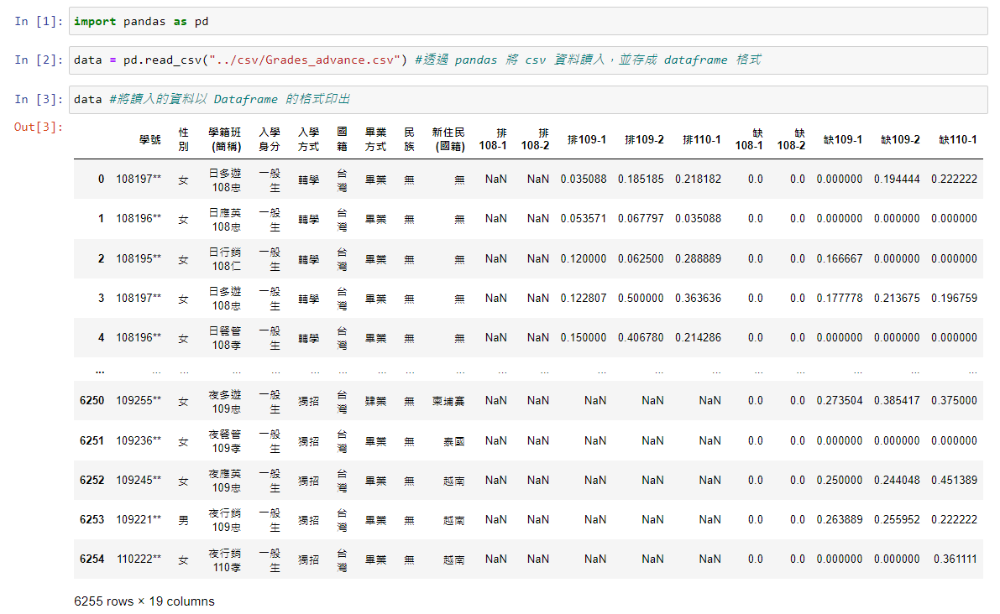 In [1]: import pandas as pd
In [2]: data = pd.read_csv("../csv/Grades_advance.csv") #透過 pandas 將 csv 資料讀入，並存成 dataframe 格式
In [3]: data #將讀入的資料以 Dataframe 的格式印出
Out[3]:
學號 性別 學籍班(簡稱) 入學身分 入學方式 國籍 畢業方式 民族 新住民(國籍) 排108-1 排108-2 排109-1 排109-2 排110-1 缺108-1 缺108-2 缺109-1 缺109-2 缺110-1
0 108197** 女 日多遊108忠 一般生 轉學 台灣 畢業 無 無 NaN NaN 0.035088 0.185185 0.218182 0.0 0.0 0.000000 0.194444 0.222222
1 108196** 女 日應英108忠 一般生 轉學 台灣 畢業 無 無 NaN NaN 0.053571 0.067797 0.035088 0.0 0.0 0.000000 0.000000 0.000000
2 108195** 女 日行銷108仁 一般生 轉學 台灣 畢業 無 無 NaN NaN 0.120000 0.062500 0.288889 0.0 0.0 0.166667 0.000000 0.000000
3 108197** 女 日多遊108忠 一般生 轉學 台灣 畢業 無 無 NaN NaN 0.122807 0.500000 0.363636 0.0 0.0 0.177778 0.213675 0.196759
4 108196** 女 日餐管108孝 一般生 轉學 台灣 畢業 無 無 NaN NaN 0.150000 0.406780 0.214286 0.0 0.0 0.000000 0.000000 0.000000
... ... ... ... ... ... ... ... ... ... ... ... ... ... ... ... ... ... ... ...
6250 109255** 女 夜多遊109忠 一般生 獨招 台灣 肄業 無 柬埔寨 NaN NaN NaN NaN NaN 0.0 0.0 0.273504 0.385417 0.375000
6251 109236** 女 夜餐管109孝 一般生 獨招 台灣 畢業 無 泰國 NaN NaN NaN NaN NaN 0.0 0.0 0.000000 0.000000 0.000000
6252 109245** 女 夜應英109忠 一般生 獨招 台灣 畢業 無 越南 NaN NaN NaN NaN NaN 0.0 0.0 0.250000 0.244048 0.451389
6253 109221** 男 夜行銷109忠 一般生 獨招 台灣 畢業 無 越南 NaN NaN NaN NaN NaN 0.0 0.0 0.263889 0.255952 0.222222
6254 110222** 女 夜行銷110孝 一般生 獨招 台灣 畢業 無 越南 NaN NaN NaN NaN NaN 0.0 0.0 0.000000 0.000000 0.361111
6255 rows × 19 columns